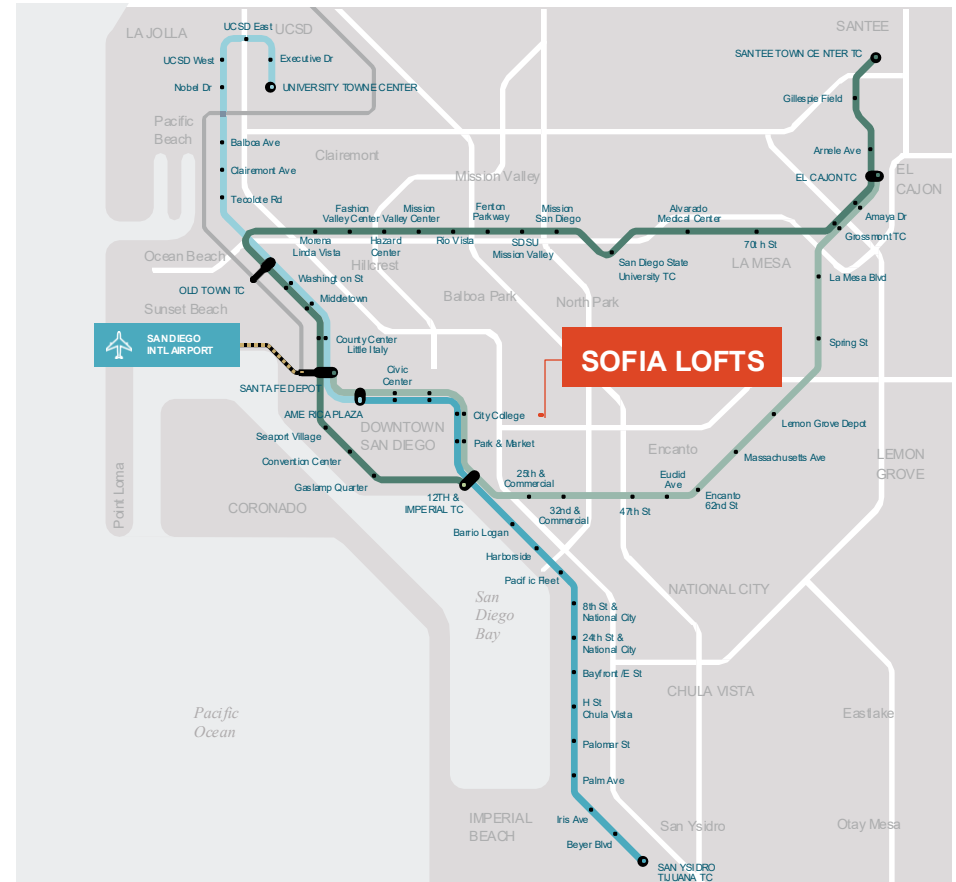 LA JOLLA
UCSD East
UCSD
UCSD West
Executive Dr
Nobel Dr
UNIVERSITY TOWNE CENTER
SANTEE
SANTEE TOWN CENTER TC
Gillespie Field
Pacific
Beach
Balboa Ave
Clairemont
Clairemont Ave
Tecolote Rd
Mission Valley
Arnele Ave
EL CAJON TC
EL
CAJON
Amaya Dr
Grossmont TC
Fashion
Valley Center
Mission
Valley Center
Fenton
Parkway
Mission
San Diego
Alvarado
Medical Center
Morena
Linda Vista
Hazard
Center
Rio Vista
SDSU
Mission Valley
San Diego State
University TC
70th St
LA MESA
La Mesa Blvd
Ocean Beach
Hillcrest
OLD TOWN TC
Washington St
Middletown
Balboa Park
North Park
Sunset Beach
SAN DIEGO
INTL AIRPORT
County Center
Little Italy
Spring St
SOFIA LOFTS
SANTA FE DEPOT
Civic
Center
AMERICA PLAZA
DOWNTOWN
SAN DIEGO
City College
Park & Market
Lemon Grove Depot
Seaport Village
Convention Center
Gaslamp Quarter
Encanto
Massachusetts Ave
LEMON
GROVE
Point Loma
CORONADO
12TH &
IMPERIAL TC
25th &
Commercial
32nd &
Commercial
47th St
Euclid
Ave
Encanto
62nd St
Barrio Logan
Harborside
Pacific Fleet
San
Diego
Bay
NATIONAL CITY
8th St &
National City
24th St &
National City
Bayfront /E St
CHULA VISTA
H St
Chula Vista
Eastlake
Pacific
Ocean
Palomar St
Palm Ave
IMPERIAL
BEACH
Iris Ave
San Ysidro
Otay Mesa
Beyer Blvd
SAN YSIDRO
TIJUANA TC